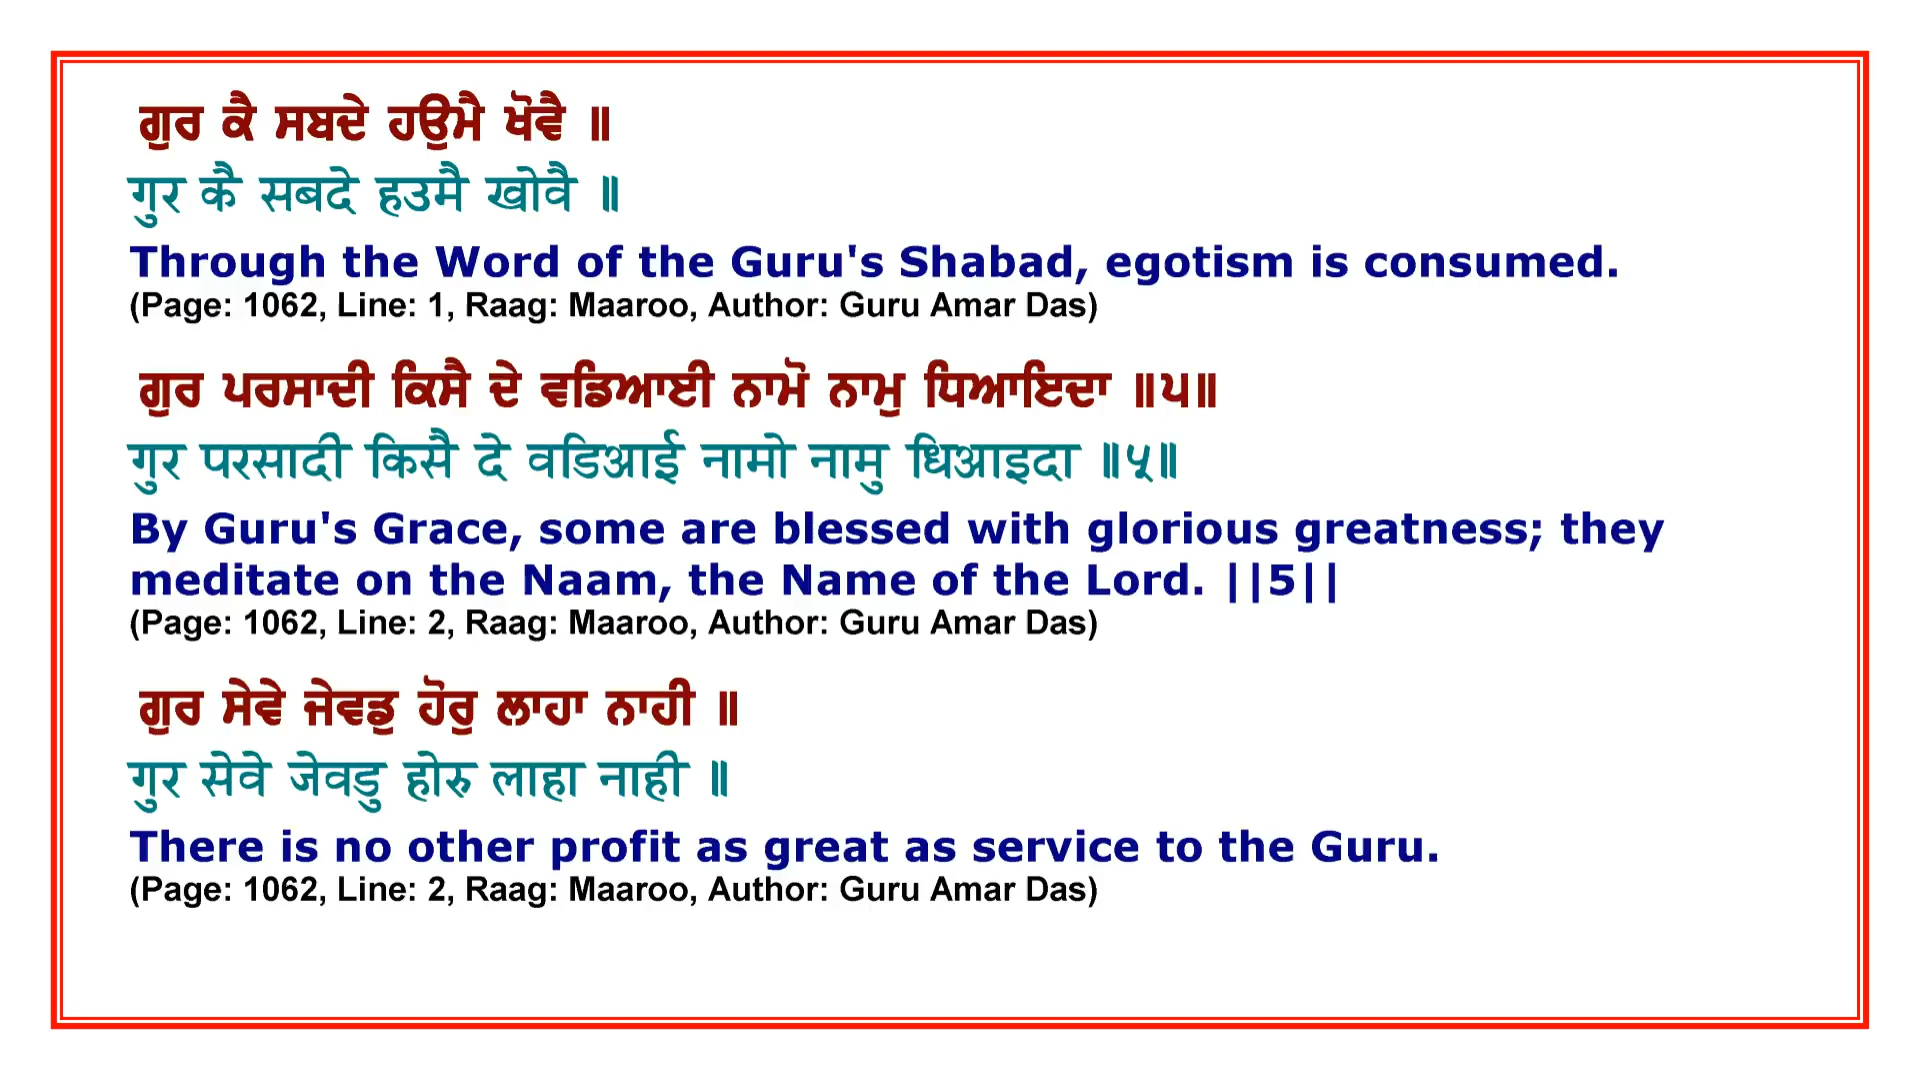 ਗੁਰ ਕੈ ਸਬਦੇ ਹਉਮੈ ਖੋਵੈ ॥
गुर कै सबदे हउमै खोवै ॥
Through the Word of the Guru's Shabad, egotism is consumed.
(Page: 1062, Line: 1, Raag: Maaroo, Author: Guru Amar Das)
ਗੁਰ ਪਰਸਾਦੀ ਕਿਸੈ ਦੇ ਵਡਿਆਈ ਨਾਮੋ ਨਾਮੁ ਧਿਆਇਦਾ ॥੫॥
गुर परसादी किसै दे वडिआई नामो नामु धिआइदा ॥५॥
By Guru's Grace, some are blessed with glorious greatness; they
meditate on the Naam, the Name of the Lord. ||5||
(Page: 1062, Line: 2, Raag: Maaroo, Author: Guru Amar Das)
ਗੁਰ ਸੇਵੇ ਜੇਵਡੁ ਹੋਰੁ ਲਾਹਾ ਨਾਹੀ ॥
गुर सेवे जेवडु होरु लाहा नाही ॥
There is no other profit as great as service to the Guru.
(Page: 1062, Line: 2, Raag: Maaroo, Author: Guru Amar Das)